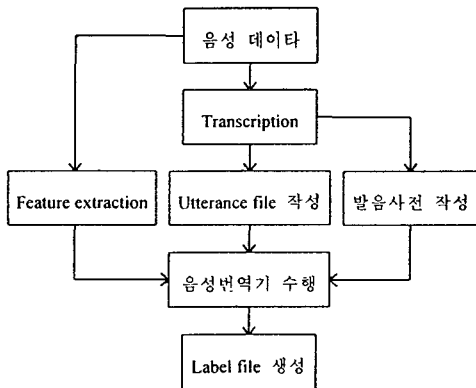 음성 데이타
Transcription
Feature extraction
Utterance file 작성
발음사전 작성
음성번역기 수행
Label file 생성